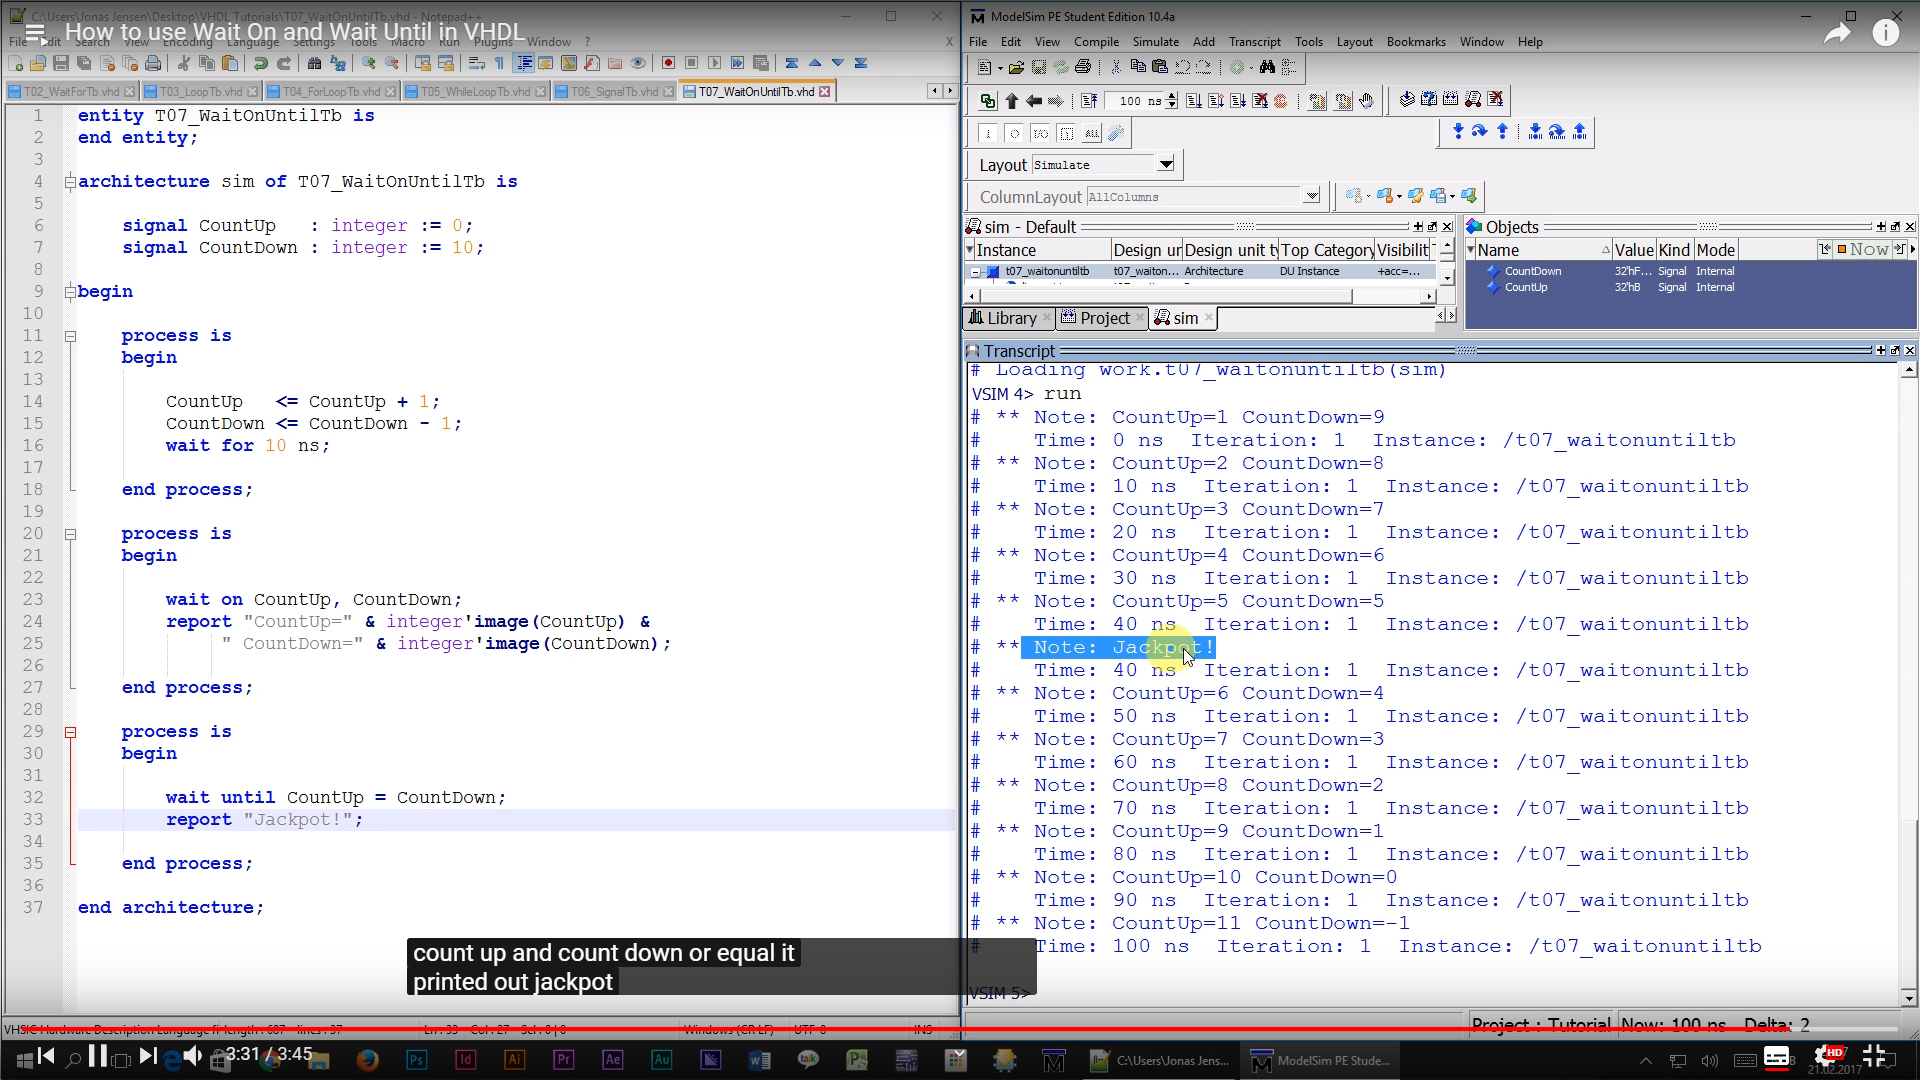 C:\Users\Jonas Jensen\Desktop\VHDL Tutorials\T07_WaitOnUntilTb.vhd - Notepad++
How to use Wait On and Wait Until in VHDL
File Edit Search View Encoding Language Settings Tools Macro Run Plugins Window ? X
T02_WaitForTb.vhd T03_LoopTb.vhd T04_ForLoopTb.vhd T05_WhileLoopTb.vhd T06_SignalTb.vhd T07_WaitOnUntilTb.vhd
1 entity T07_WaitOnUntilTb is
2 end entity;
3
4 architecture sim of T07_WaitOnUntilTb is
5
6 signal CountUp : integer := 0;
7 signal CountDown : integer := 10;
8
9 begin
10
11 process is
12 begin
13
14 CountUp <= CountUp + 1;
15 CountDown <= CountDown - 1;
16 wait for 10 ns;
17
18 end process;
19
20 process is
21 begin
22
23 wait on CountUp, CountDown;
24 report "CountUp=" & integer'image(CountUp) &
25 " CountDown=" & integer'image(CountDown);
26
27 end process;
28
29 process is
30 begin
31
32 wait until CountUp = CountDown;
33 report "Jackpot!";
34
35 end process;
36
37 end architecture;
VHSIC Hardware Description Language fi length : 607 lines : 37 Ln : 33 Col : 27 Sel : 0 | 0 Windows (CR LF) UTF-8 INS
ModelSim PE Student Edition 10.4a
File Edit View Compile Simulate Add Transcript Tools Layout Bookmarks Window Help
100 ns
Layout Simulate
ColumnLayout AllColumns
sim - Default
Instance Design un Design unit ty Top Category Visibilit
t07_waitonuntiltb t07_waiton... Architecture DU Instance +acc=...
Library Project sim
Objects
Name Value Kind Mode Now
CountDown 32'hF... Signal Internal
CountUp 32'hB Signal Internal
Transcript
# Loading work.t07_waitonuntiltb(sim)
VSIM 4> run
# ** Note: CountUp=1 CountDown=9
# Time: 0 ns Iteration: 1 Instance: /t07_waitonuntiltb
# ** Note: CountUp=2 CountDown=8
# Time: 10 ns Iteration: 1 Instance: /t07_waitonuntiltb
# ** Note: CountUp=3 CountDown=7
# Time: 20 ns Iteration: 1 Instance: /t07_waitonuntiltb
# ** Note: CountUp=4 CountDown=6
# Time: 30 ns Iteration: 1 Instance: /t07_waitonuntiltb
# ** Note: CountUp=5 CountDown=5
# Time: 40 ns Iteration: 1 Instance: /t07_waitonuntiltb
# ** Note: Jackpot!
# Time: 40 ns Iteration: 1 Instance: /t07_waitonuntiltb
# ** Note: CountUp=6 CountDown=4
# Time: 50 ns Iteration: 1 Instance: /t07_waitonuntiltb
# ** Note: CountUp=7 CountDown=3
# Time: 60 ns Iteration: 1 Instance: /t07_waitonuntiltb
# ** Note: CountUp=8 CountDown=2
# Time: 70 ns Iteration: 1 Instance: /t07_waitonuntiltb
# ** Note: CountUp=9 CountDown=1
# Time: 80 ns Iteration: 1 Instance: /t07_waitonuntiltb
# ** Note: CountUp=10 CountDown=0
# Time: 90 ns Iteration: 1 Instance: /t07_waitonuntiltb
# ** Note: CountUp=11 CountDown=-1
# Time: 100 ns Iteration: 1 Instance: /t07_waitonuntiltb
VSIM 5>
Project : Tutorial Now: 100 ns Delta: 2
count up and count down or equal it
printed out jackpot
3:31 / 3:45
Ps Id Ai Pr Ae Au talk
C:\Users\Jonas Jens... ModelSim PE Stude...
HD
21.02.2017